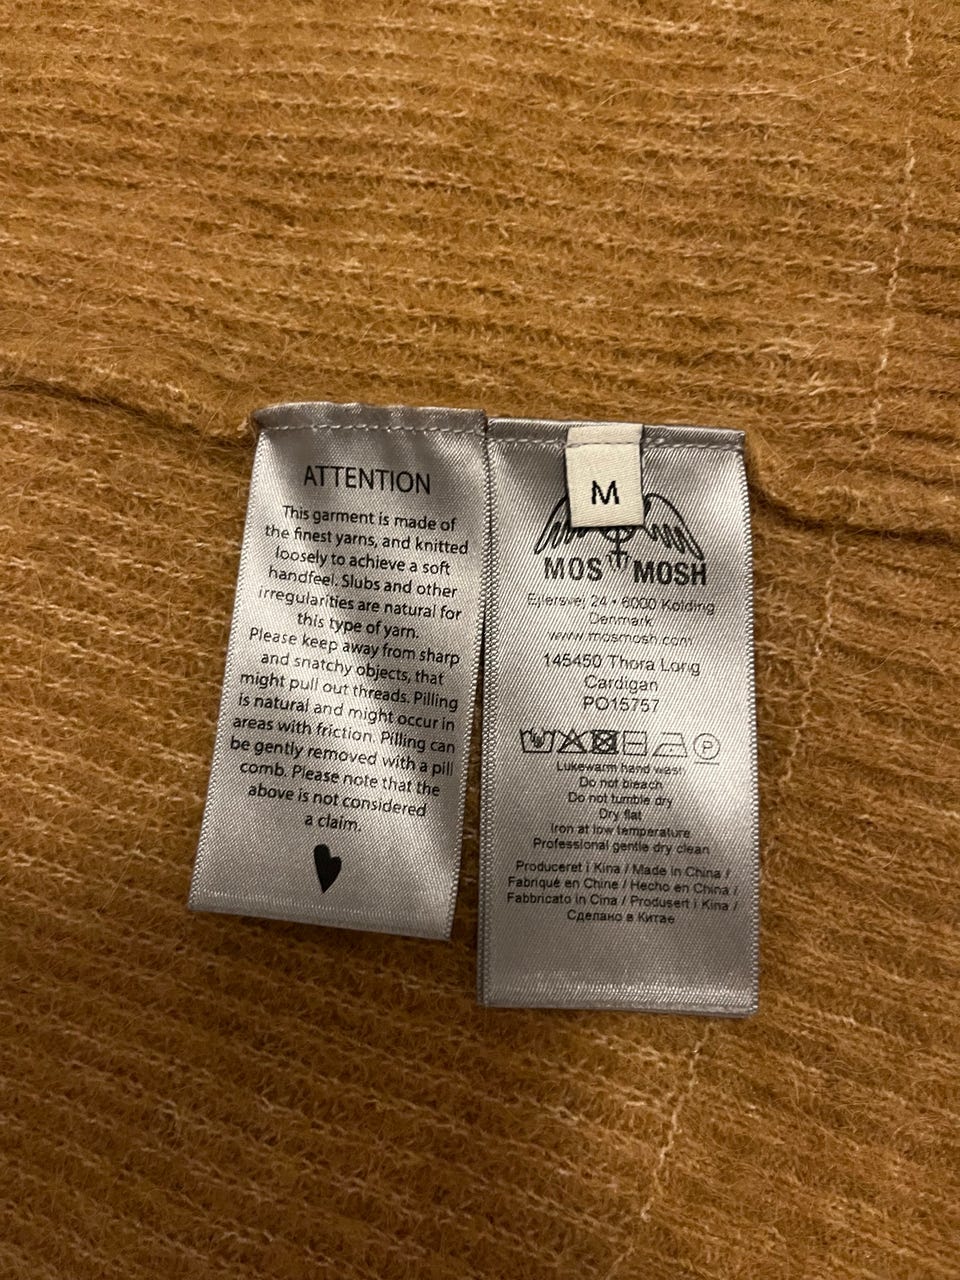 ATTENTION
This garment is made of
the finest yarns, and knitted
loosely to achieve a soft
handfeel. Slubs and other
irregularities are natural for
this type of yarn.
Please keep away from sharp
and snatchy objects, that
might pull out threads. Pilling
is natural and might occur in
areas with friction. Pilling can
be gently removed with a pill
comb. Please note that the
above is not considered
a claim.
M
MOS MOSH
Ejlersvej 24 • 6000 Kolding
Denmark
www.mosmosh.com
145450 Thora Long
Cardigan
PO15757
P
Lukewarm hand wash
Do not bleach
Do not tumble dry
Dry flat
Iron at low temperature
Professional gentle dry clean
Produceret i Kina / Made in China /
Fabriqué en Chine / Hecho en China /
Fabbricato in Cina / Produsert i Kina /
Сделано в Китае